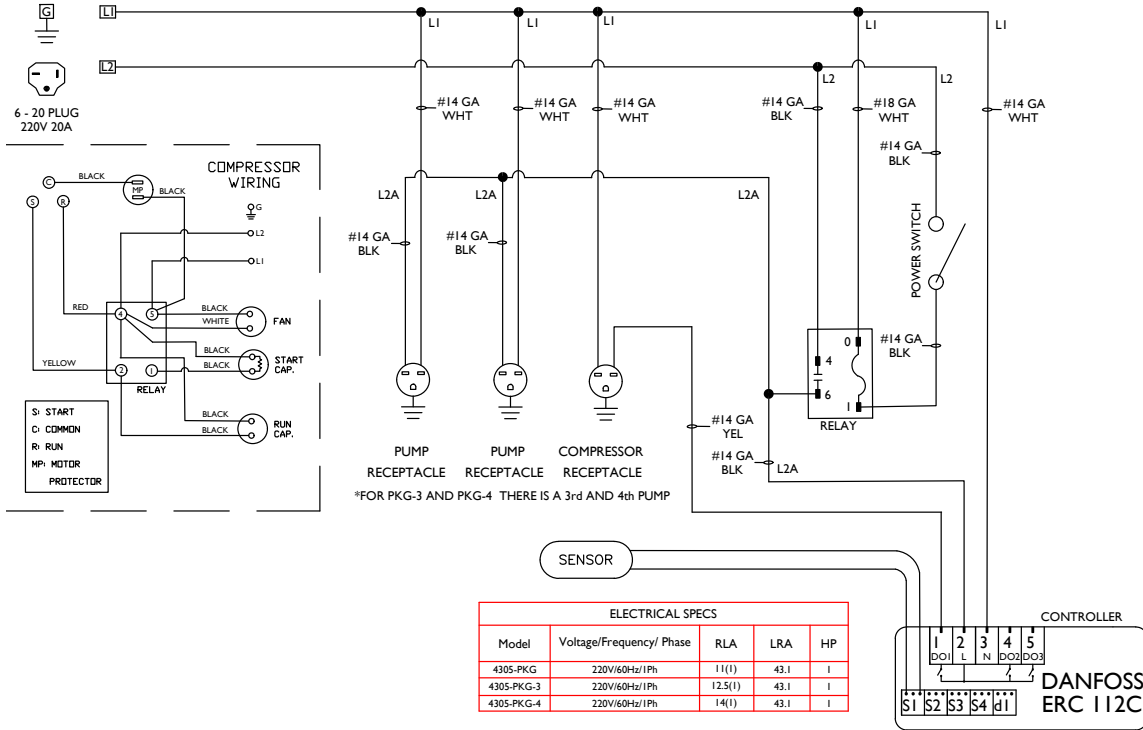 G
L1
L2
6 - 20 PLUG
220V 20A
L1
L1
L1
L1
L1
L2
L2
#14 GA
WHT
#14 GA
WHT
#14 GA
WHT
#14 GA
BLK
#18 GA
WHT
#14 GA
WHT
#14 GA
BLK
COMPRESSOR
WIRING
C
BLACK
MP
BLACK
S
R
G
L2
L1
RED
4
5
BLACK
WHITE
FAN
BLACK
START
CAP.
YELLOW
2
1
BLACK
RELAY
BLACK
RUN
CAP.
BLACK
S: START
C: COMMON
R: RUN
MP: MOTOR
PROTECTOR
L2A
L2A
#14 GA
BLK
#14 GA
BLK
POWER SWITCH
#14 GA
BLK
0
4
6
1
RELAY
PUMP
RECEPTACLE
PUMP
RECEPTACLE
COMPRESSOR
RECEPTACLE
*FOR PKG-3 AND PKG-4 THERE IS A 3rd AND 4th PUMP
#14 GA
YEL
#14 GA
BLK
L2A
SENSOR
ELECTRICAL SPECS
Model Voltage/Frequency/ Phase RLA LRA HP
4305-PKG 220V/60Hz/1Ph 11(1) 43.1 1
4305-PKG-3 220V/60Hz/1Ph 12.5(1) 43.1 1
4305-PKG-4 220V/60Hz/1Ph 14(1) 43.1 1
CONTROLLER
1 2 3 4 5
DO1 L N DO2 DO3
DANFOSS
ERC 112C
S1 S2 S3 S4 d1